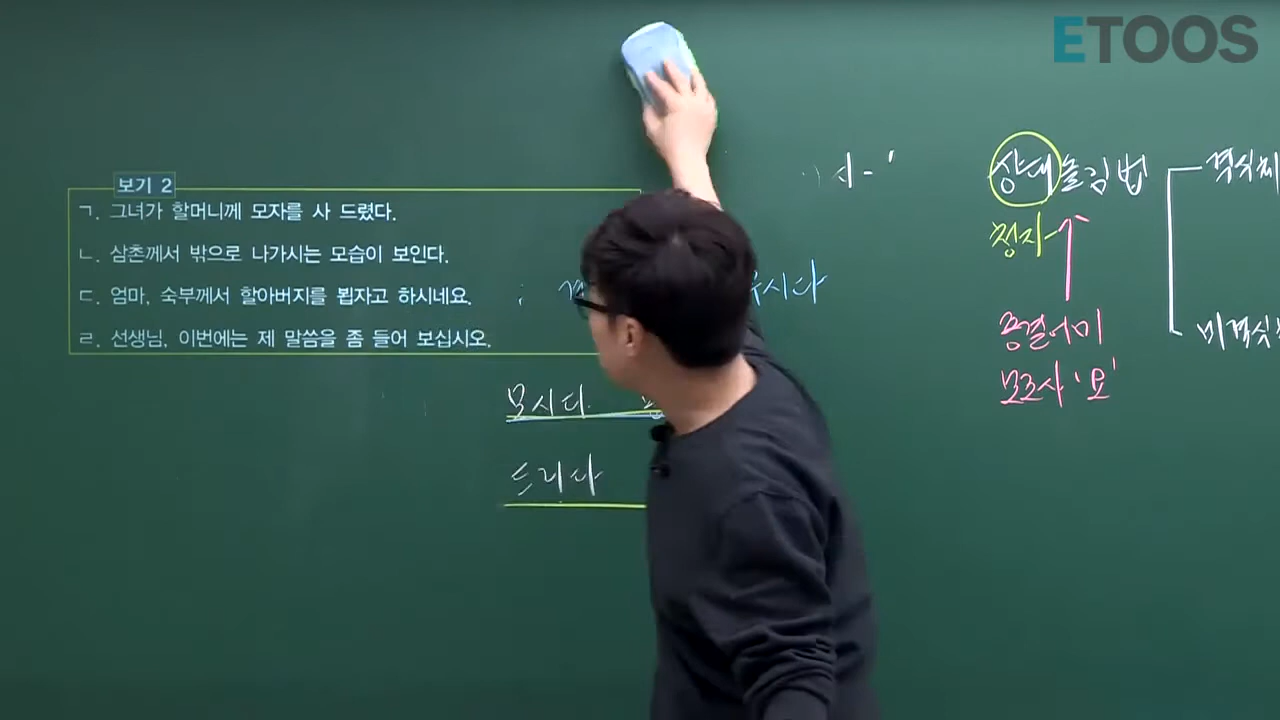 ETOOS
보기 2
ㄱ. 그녀가 할머니께 모자를 사 드렸다.
ㄴ. 삼촌께서 밖으로 나가시는 모습이 보인다.
ㄷ. 엄마, 숙부께서 할아버지를 뵙자고 하시네요.
ㄹ. 선생님, 이번에는 제 말씀을 좀 들어 보십시오.
모시다
드리다
상대높임법
청자
종결어미
보조사 '요'
격식체
비격식